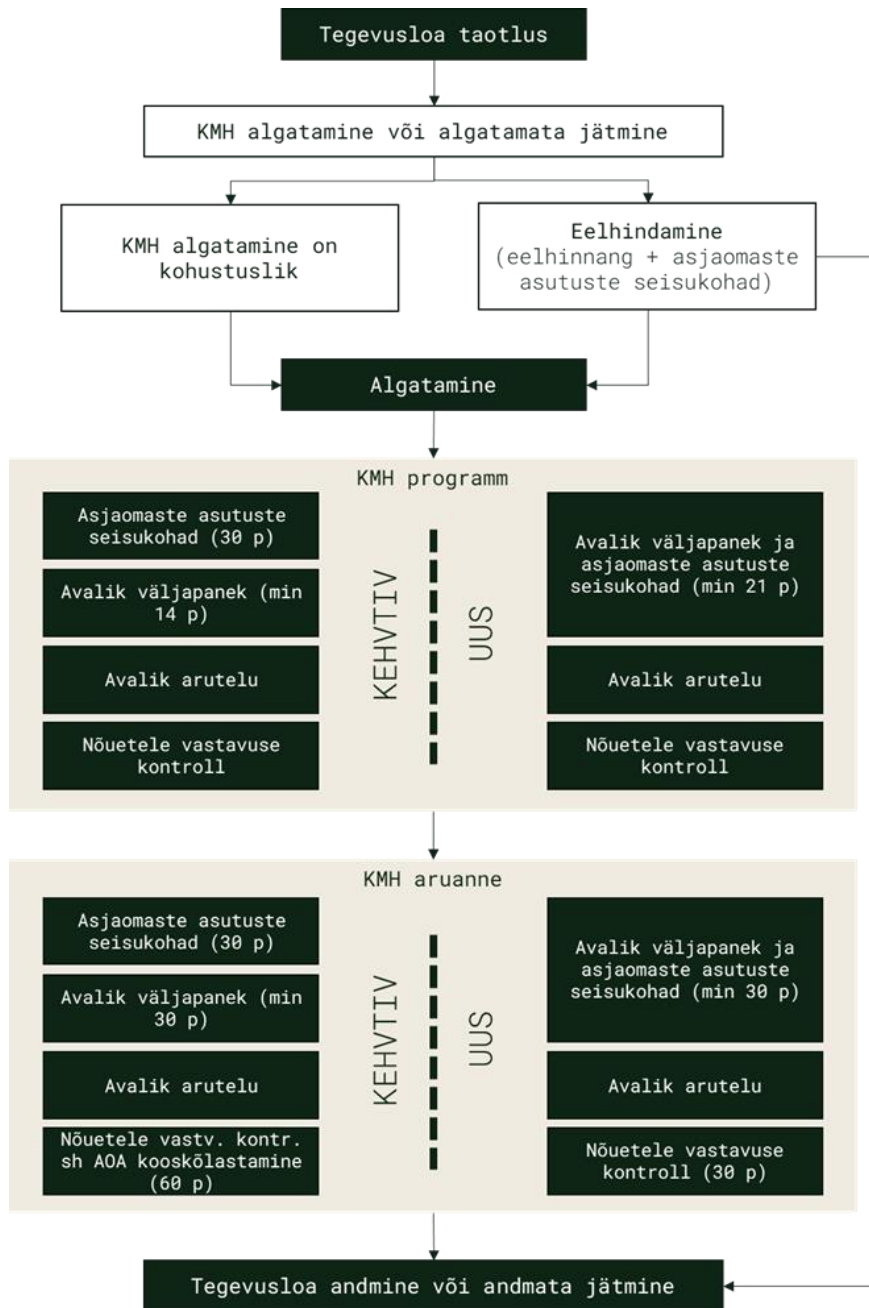 Tegevusloa taotlus
KMH algatamine või algatamata jätmine
KMH algatamine on
kohustuslik
Eelhindamine
(eelhinnang + asjaomaste
asutuste seisukohad)
Algatamine
KMH programm
Asjaomaste asutuste
seisukohad (30 p)
Avalik väljapanek (min
14 p)
Avalik arutelu
Nõuetele vastavuse
kontroll
KEHVTIV
UUS
Avalik väljapanek ja
asjaomaste asutuste
seisukohad (min 21 p)
Avalik arutelu
Nõuetele vastavuse
kontroll
KMH aruanne
Asjaomaste asutuste
seisukohad (30 p)
Avalik väljapanek (min
30 p)
Avalik arutelu
Nõuetele vastv. kontr.
sh AOA kooskõlastamine
(60 p)
KEHVTIV
UUS
Avalik väljapanek ja
asjaomaste asutuste
seisukohad (min 30 p)
Avalik arutelu
Nõuetele vastavuse
kontroll (30 p)
Tegevusloa andmine või andmata jätmine